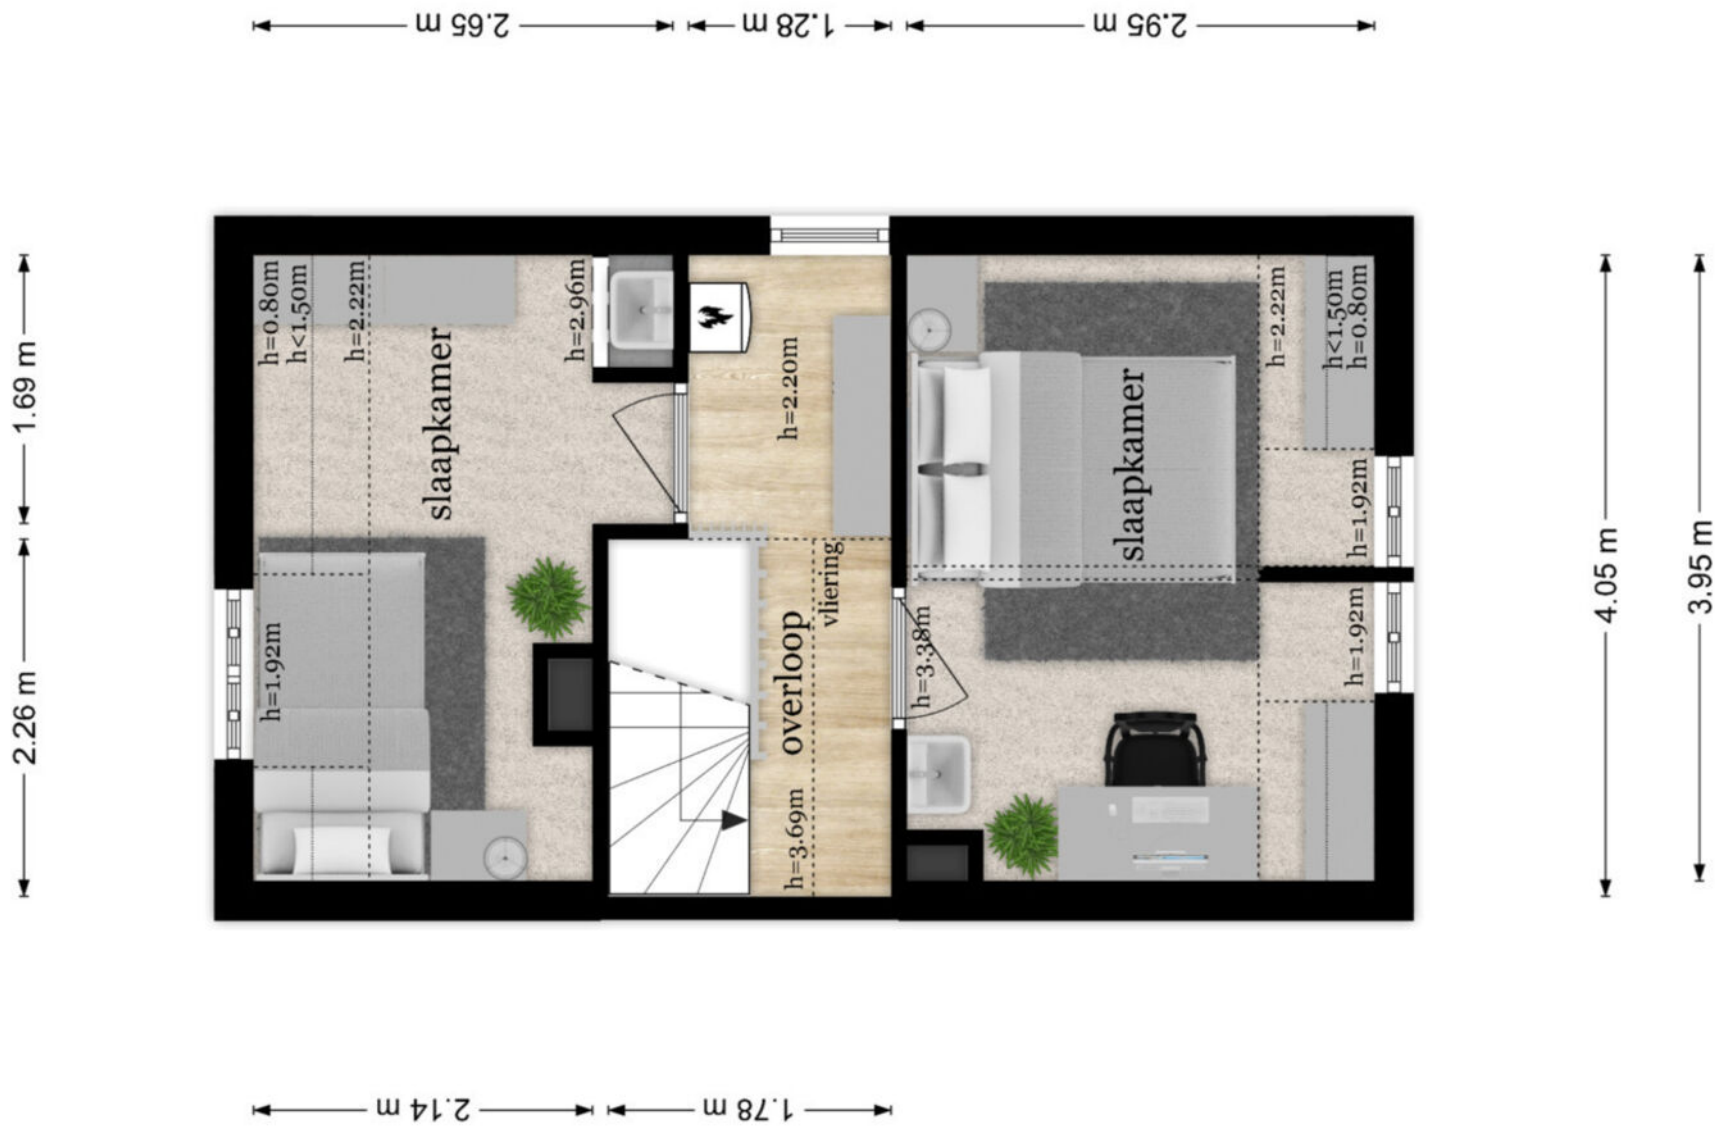 2.65 m
1.28 m
2.95 m
h=0.80m
h<1.50m
h=2.22m
h=2.96m
slaapkamer
h=1.92m
h=2.20m
overloop
vliering
h=3.69m
h=3.38m
slaapkamer
h=2.22m
h<1.50m
h=0.80m
h=1.92m
h=1.92m
1.69 m
2.26 m
4.05 m
3.95 m
2.14 m
1.78 m